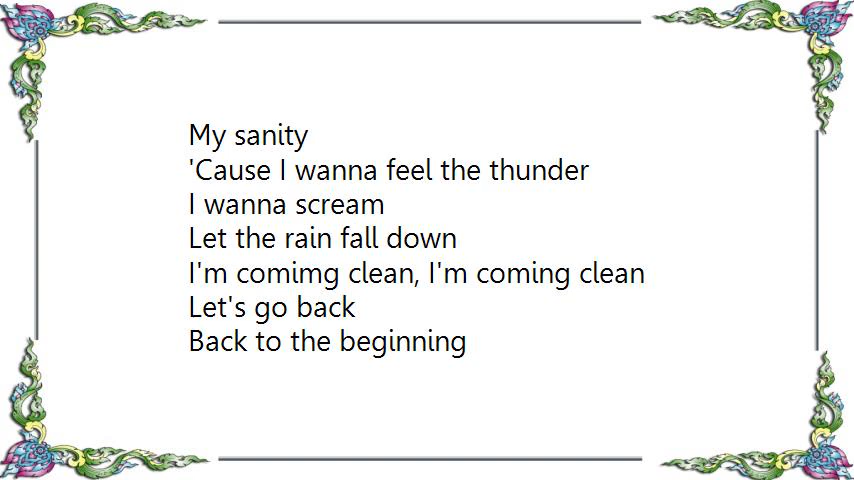 My sanity
'Cause I wanna feel the thunder
I wanna scream
Let the rain fall down
I'm comimg clean, I'm coming clean
Let's go back
Back to the beginning